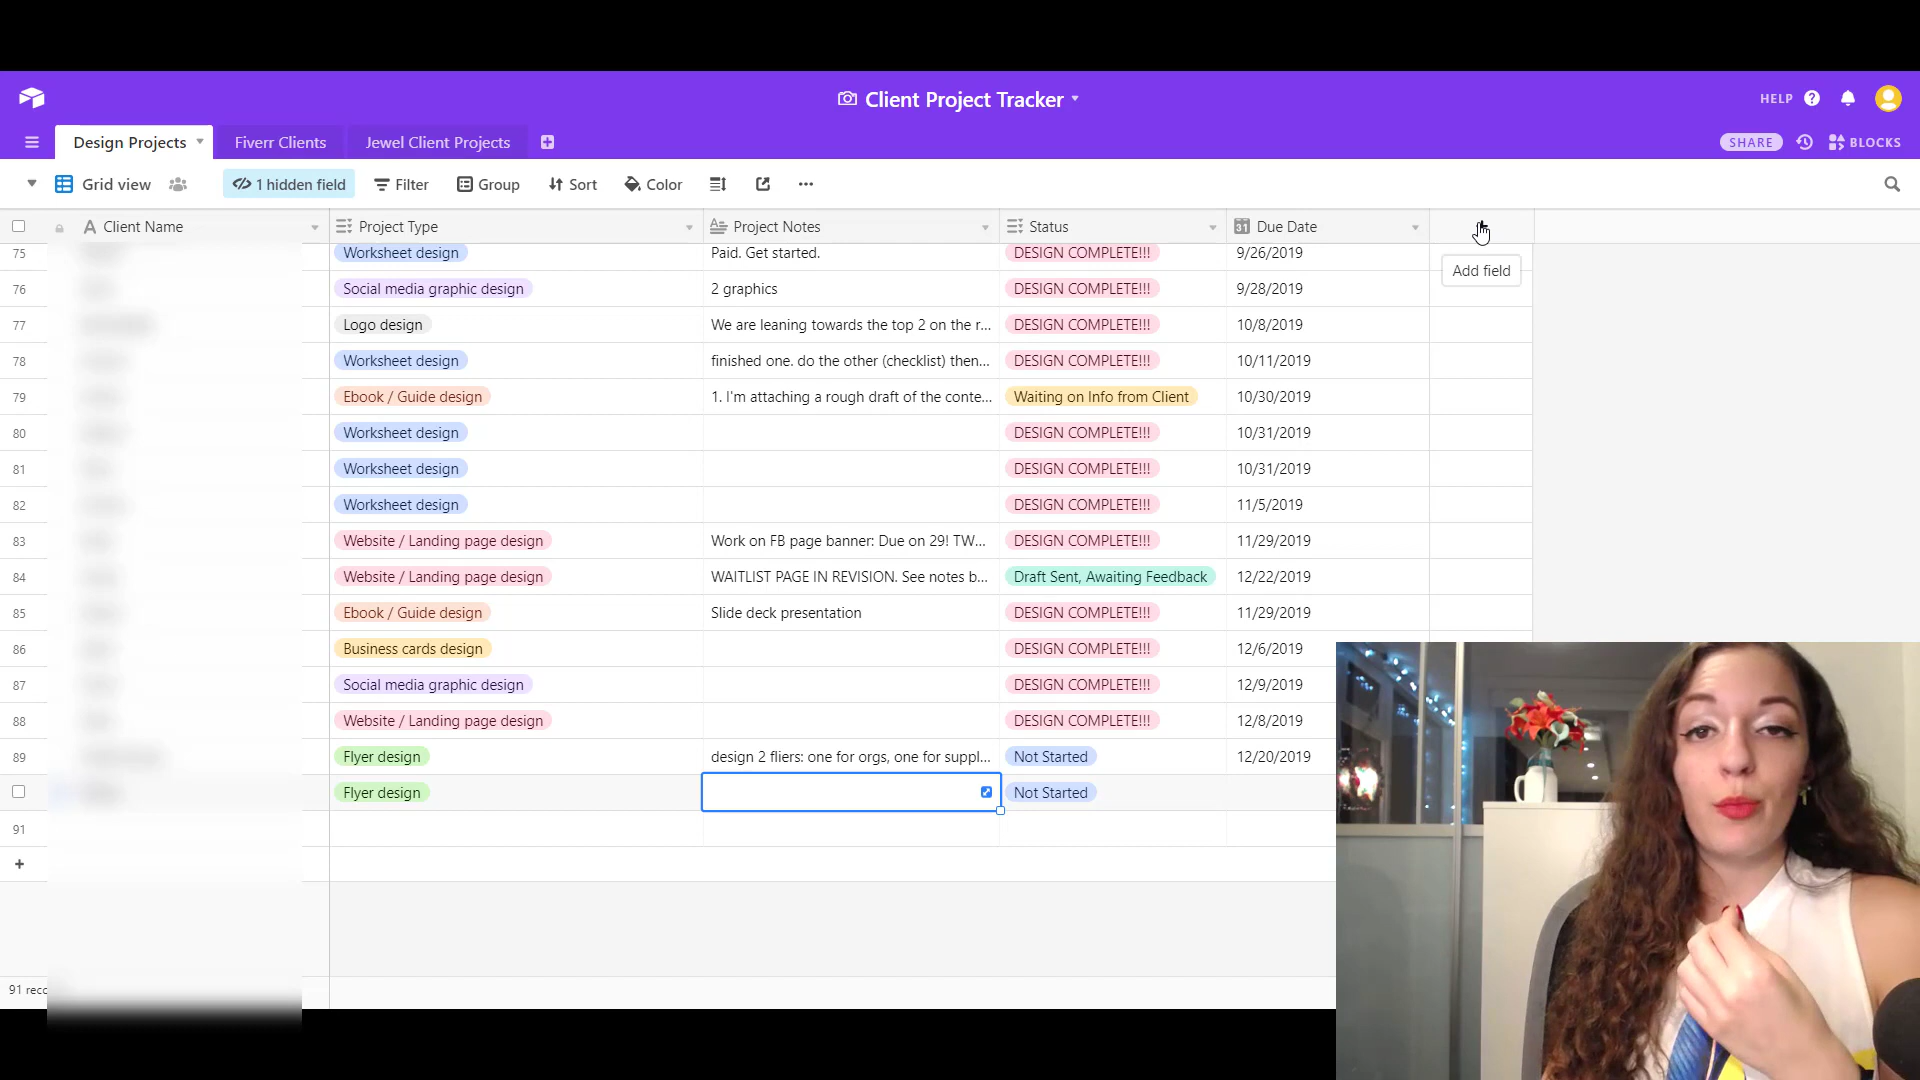 Client Project Tracker
HELP
Design Projects
Fiverr Clients
Jewel Client Projects
SHARE
BLOCKS
Grid view
1 hidden field
Filter
Group
Sort
Color
Client Name
Project Type
Project Notes
Status
31
Due Date
Add field
75 Worksheet design Paid. Get started. DESIGN COMPLETE!!! 9/26/2019
76 Social media graphic design 2 graphics DESIGN COMPLETE!!! 9/28/2019
77 Logo design We are leaning towards the top 2 on the r... DESIGN COMPLETE!!! 10/8/2019
78 Worksheet design finished one. do the other (checklist) then... DESIGN COMPLETE!!! 10/11/2019
79 Ebook / Guide design 1. I'm attaching a rough draft of the conte... Waiting on Info from Client 10/30/2019
80 Worksheet design DESIGN COMPLETE!!! 10/31/2019
81 Worksheet design DESIGN COMPLETE!!! 10/31/2019
82 Worksheet design DESIGN COMPLETE!!! 11/5/2019
83 Website / Landing page design Work on FB page banner: Due on 29! TW... DESIGN COMPLETE!!! 11/29/2019
84 Website / Landing page design WAITLIST PAGE IN REVISION. See notes b... Draft Sent, Awaiting Feedback 12/22/2019
85 Ebook / Guide design Slide deck presentation DESIGN COMPLETE!!! 11/29/2019
86 Business cards design DESIGN COMPLETE!!! 12/6/2019
87 Social media graphic design DESIGN COMPLETE!!! 12/9/2019
88 Website / Landing page design DESIGN COMPLETE!!! 12/8/2019
89 Flyer design design 2 fliers: one for orgs, one for suppl... Not Started 12/20/2019
Flyer design Not Started
91
91 reco